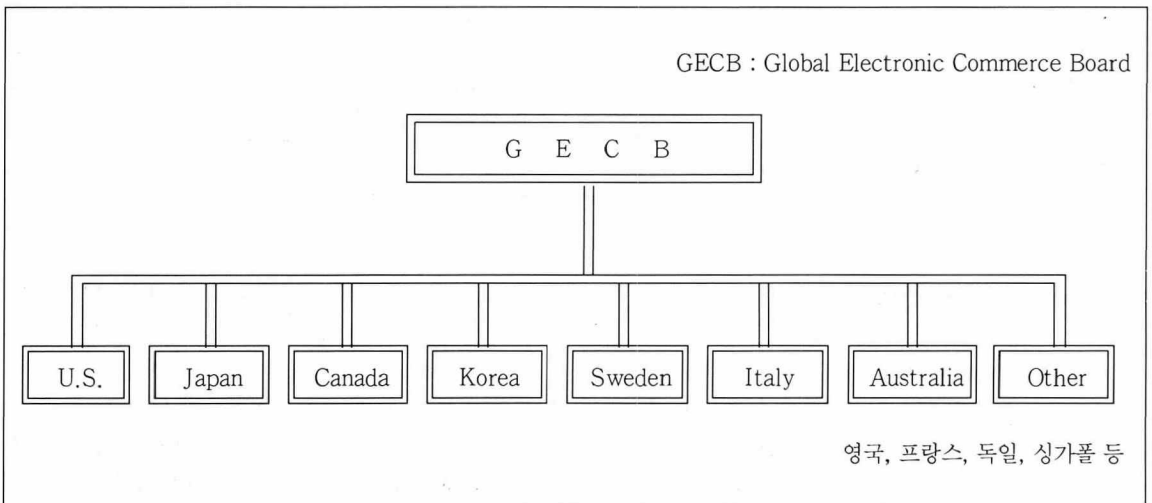 GECB : Global Electronic Commerce Board
G E C B
U.S. Japan Canada Korea Sweden Italy Australia Other
영국, 프랑스, 독일, 싱가폴 등